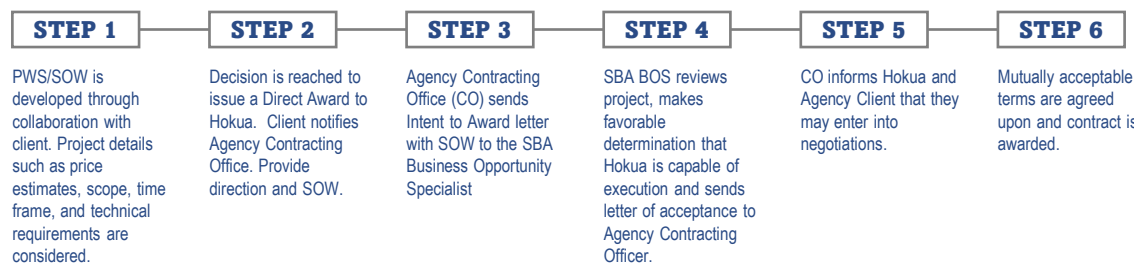 STEP 1
PWS/SOW is
developed through
collaboration with
client. Project details
such as price
estimates, scope, time
frame, and technical
requirements are
considered.
STEP 2
Decision is reached to
issue a Direct Award to
Hokua. Client notifies
Agency Contracting
Office. Provide
direction and SOW.
STEP 3
Agency Contracting
Office (CO) sends
Intent to Award letter
with SOW to the SBA
Business Opportunity
Specialist
STEP 4
SBA BOS reviews
project, makes
favorable
determination that
Hokua is capable of
execution and sends
letter of acceptance to
Agency Contracting
Officer.
STEP 5
CO informs Hokua and
Agency Client that they
may enter into
negotiations.
STEP 6
Mutually acceptable
terms are agreed
upon and contract is
awarded.